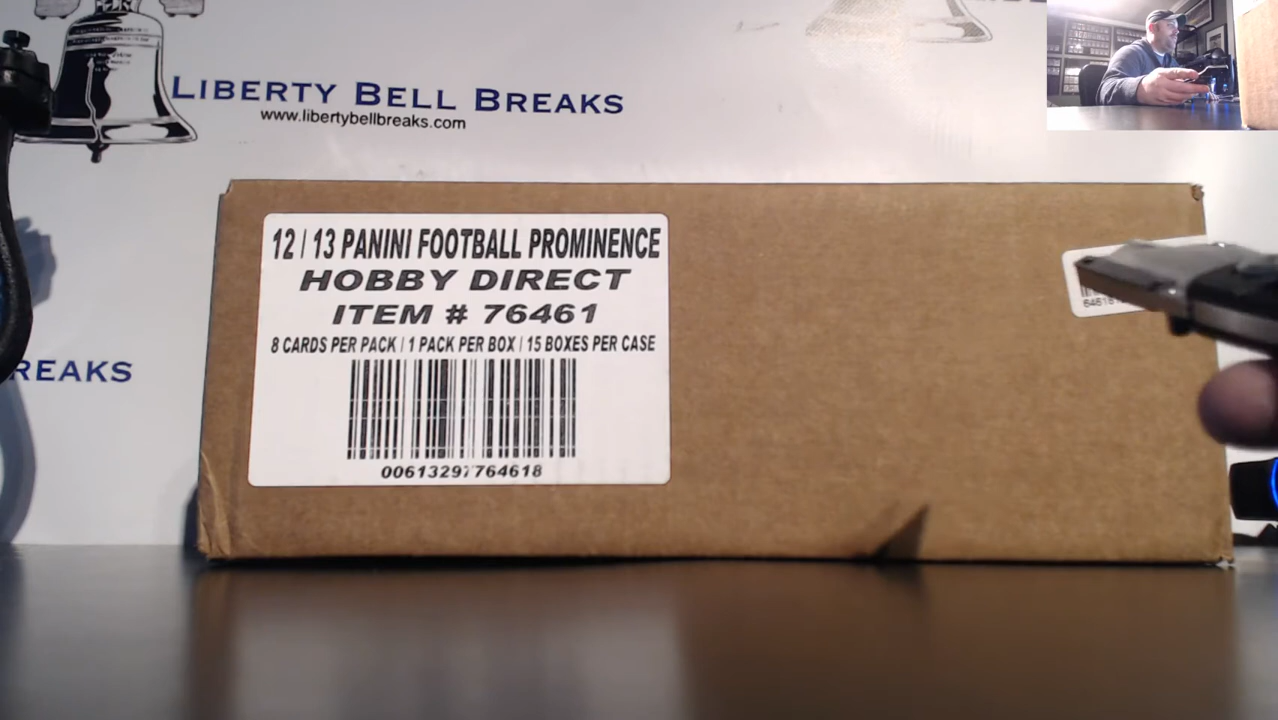 LIBERTY BELL BREAKS
www.libertybellbreaks.com
12 | 13 PANINI FOOTBALL PROMINENCE
HOBBY DIRECT
ITEM # 76461
8 CARDS PER PACK | 1 PACK PER BOX | 15 BOXES PER CASE
00613297764618
REAKS